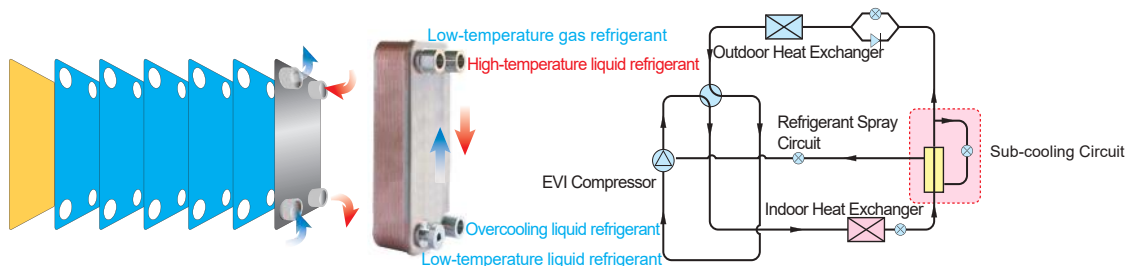 Low-temperature gas refrigerant
High-temperature liquid refrigerant
Overcooling liquid refrigerant
Low-temperature liquid refrigerant
Outdoor Heat Exchanger
Refrigerant Spray
Circuit
Sub-cooling Circuit
EVI Compressor
Indoor Heat Exchanger